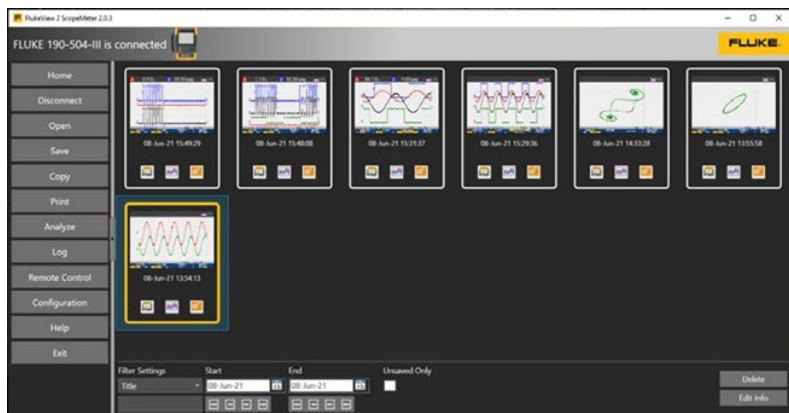 FlukeView 2 ScopeMeter 2.0.3
FLUKE 190-504-III is connected
FLUKE.
Home
Disconnect
Open
Save
Copy
Print
Analyze
Log
Remote Control
Configuration
Help
Exit
08-Jun-21 15:49:29
08-Jun-21 15:48:08
08-Jun-21 15:31:37
08-Jun-21 15:29:36
08-Jun-21 14:33:28
08-Jun-21 13:55:58
08-Jun-21 13:54:13
Filter Settings
Start
End
Unsaved Only
Title
08-Jun-21
08-Jun-21
Delete
Edit Info